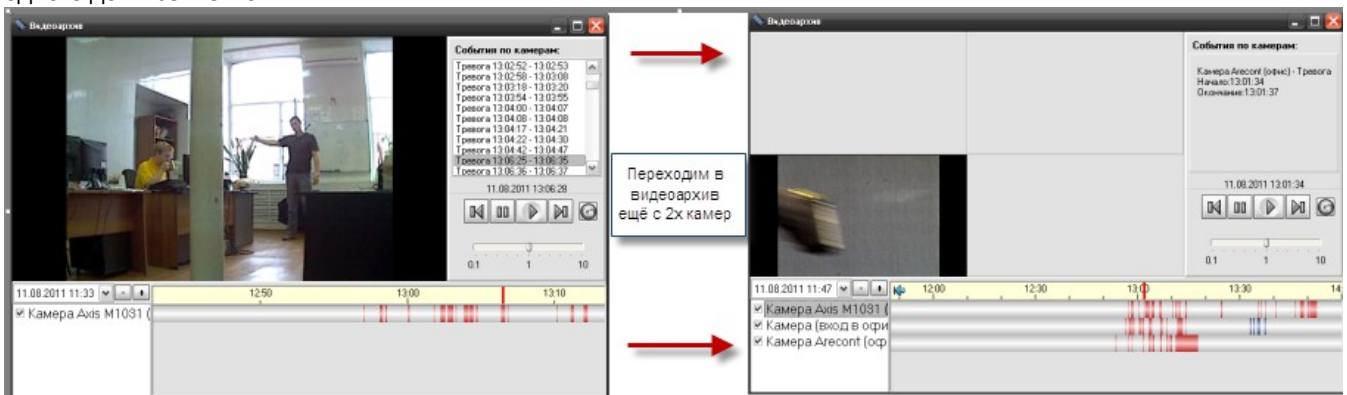 Видеоархив
События по камерам:
Тревога 13:02:52 - 13:02:53
Тревога 13:02:58 - 13:03:08
Тревога 13:03:18 - 13:03:20
Тревога 13:03:54 - 13:03:55
Тревога 13:04:00 - 13:04:07
Тревога 13:04:08 - 13:04:08
Тревога 13:04:17 - 13:04:21
Тревога 13:04:22 - 13:04:30
Тревога 13:04:42 - 13:04:47
Тревога 13:06:25 - 13:06:35
Тревога 13:06:36 - 13:06:37
11.08.2011 13:06:28
0.1 1 10
11.08.2011 11:33 - + 12:50 13:00 13:10
Камера Axis M1031 (
Переходим в
видеоархив
ещё с 2х камер
Видеоархив
События по камерам:
Камера Arecont (офис) - Тревога
Начало:13:01:34
Окончание:13:01:37
11.08.2011 13:01:34
0.1 1 10
11.08.2011 11:47 - + 12:00 12:30 13:00 13:30 14
Камера Axis M1031 (
Камера (вход в офи
Камера Arecont (оф